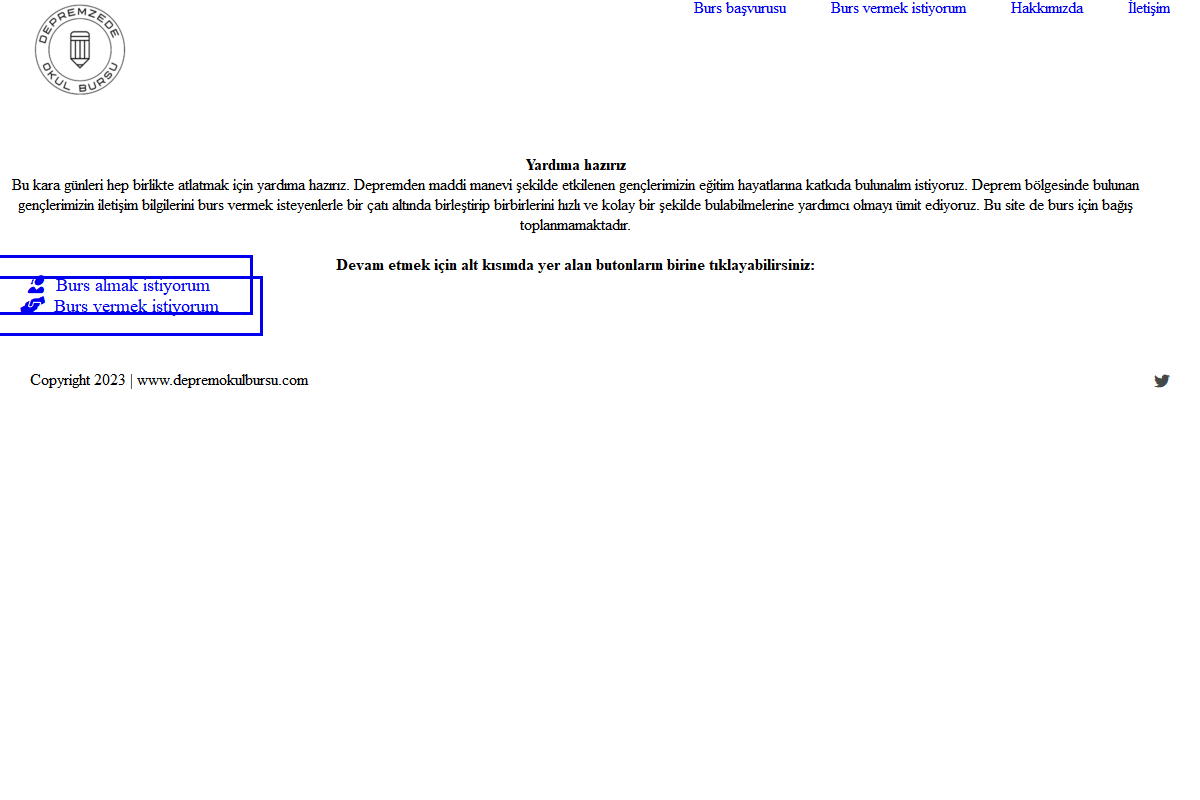 DEPREMZEDE
OKUL BURSU
Burs başvurusu Burs vermek istiyorum Hakkımızda İletişim
Yardıma hazırız
Bu kara günleri hep birlikte atlatmak için yardıma hazırız. Depremden maddi manevi şekilde etkilenen gençlerimizin eğitim hayatlarına katkıda bulunalım istiyoruz. Deprem bölgesinde bulunan
gençlerimizin iletişim bilgilerini burs vermek isteyenlerle bir çatı altında birleştirip birbirlerini hızlı ve kolay bir şekilde bulabilmelerine yardımcı olmayı ümit ediyoruz. Bu site de burs için bağış
toplanmamaktadır.
Devam etmek için alt kısımda yer alan butonların birine tıklayabilirsiniz:
Burs almak istiyorum
Burs vermek istiyorum
Copyright 2023 | www.depremokulbursu.com